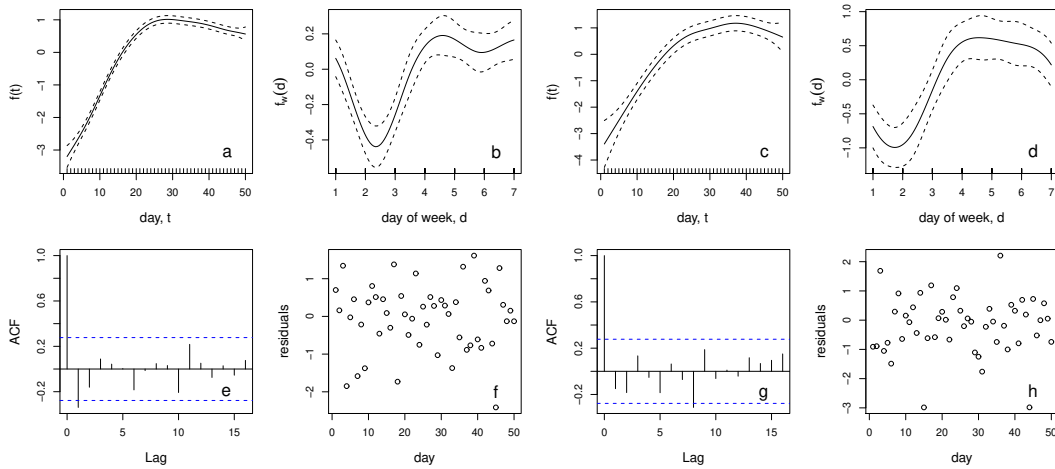 f(t)
1
0
−1
−2
−3
0 10 20 30 40 50
day, t
a
f_w(d)
0.2
0.0
−0.4
1 2 3 4 5 6 7
day of week, d
b
f(t)
1
0
−1
−2
−3
−4
0 10 20 30 40 50
day, t
c
f_w(d)
1.0
0.5
0.0
−1.0
1 2 3 4 5 6 7
day of week, d
d
ACF
1.0
0.6
0.2
−0.2
0 5 10 15
Lag
e
residuals
1
0
−1
−2
0 10 20 30 40 50
day
f
ACF
1.0
0.6
0.2
−0.2
0 5 10 15
Lag
g
residuals
2
1
0
−1
−2
−3
0 10 20 30 40 50
day
h